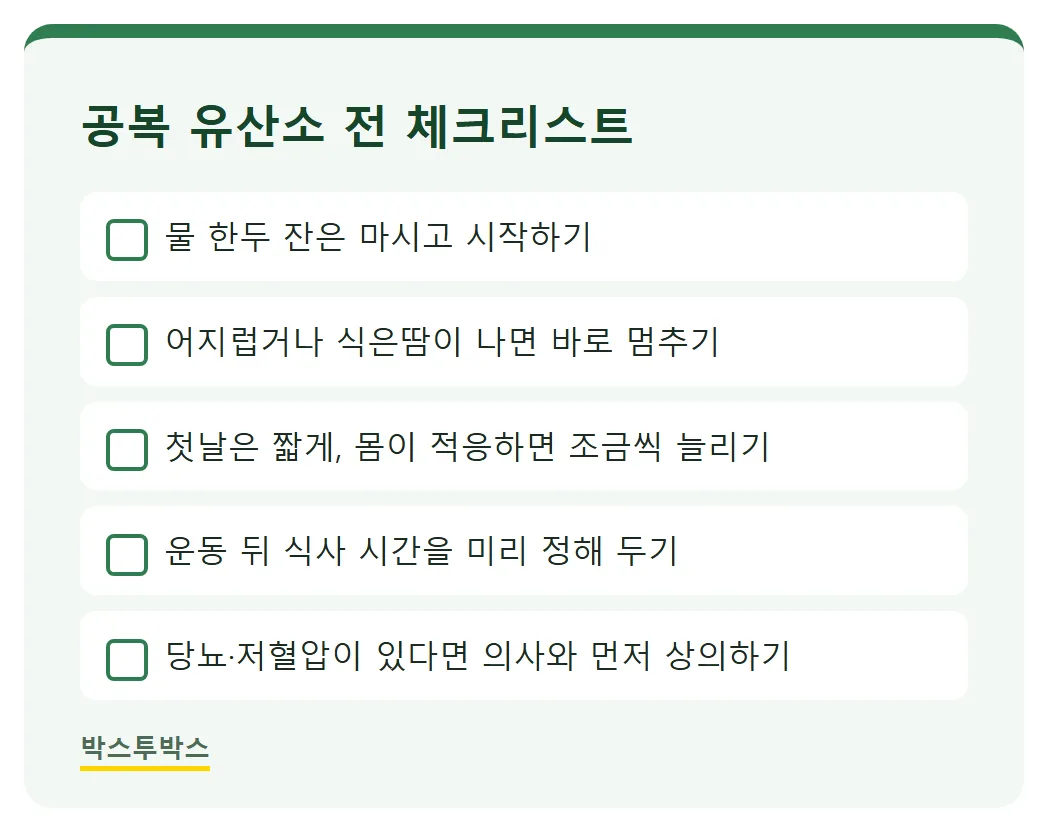 공복 유산소 전 체크리스트
물 한두 잔은 마시고 시작하기
어지럽거나 식은땀이 나면 바로 멈추기
첫날은 짧게, 몸이 적응하면 조금씩 늘리기
운동 뒤 식사 시간을 미리 정해 두기
당뇨·저혈압이 있다면 의사와 먼저 상의하기
박스투박스